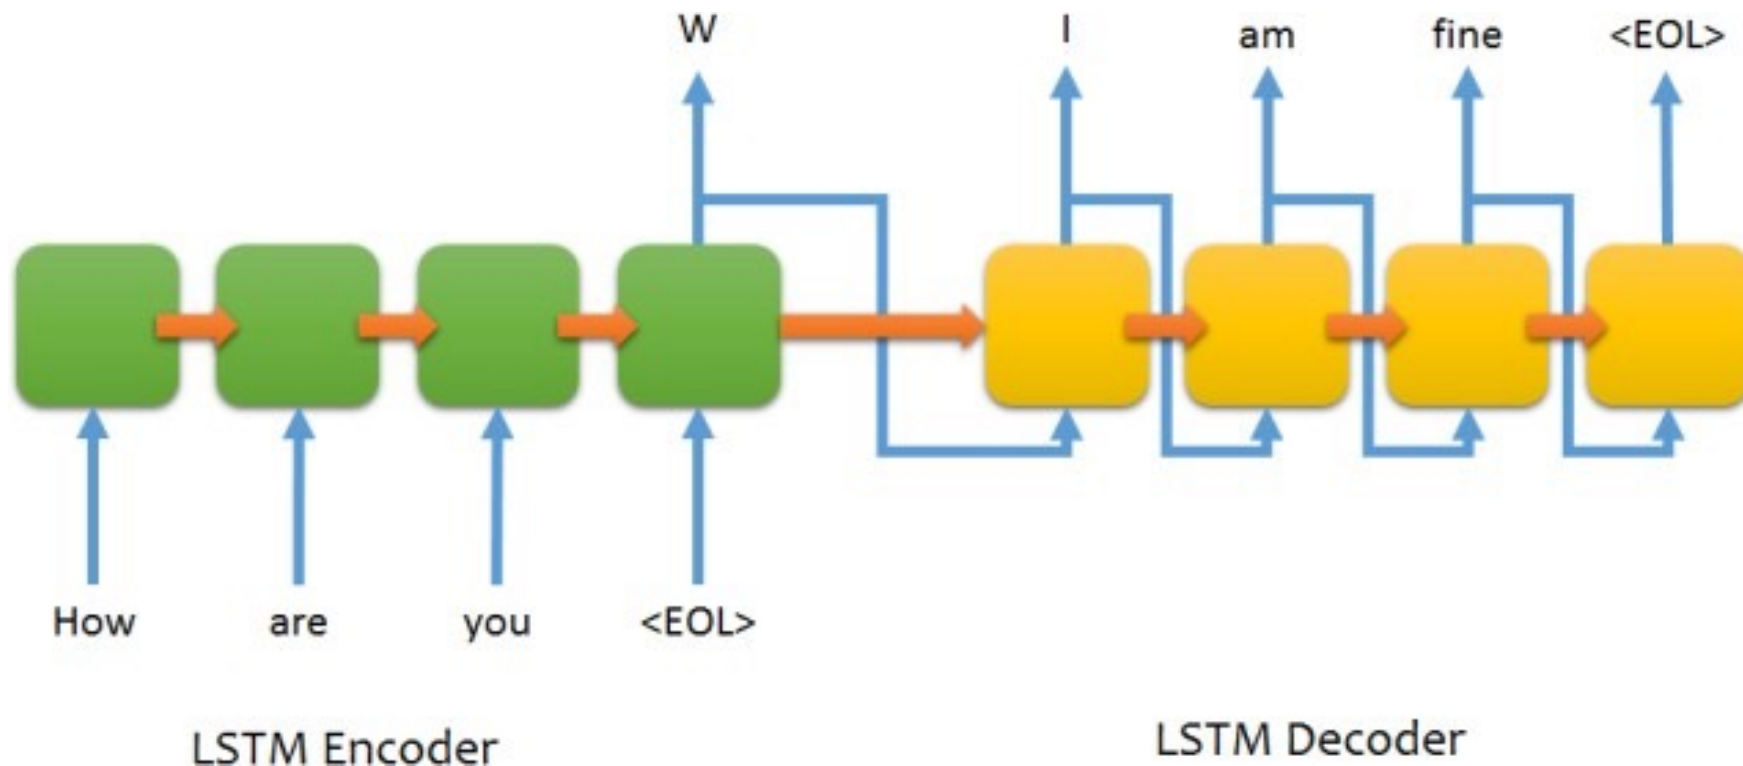 W I am fine <EOL>
How are you <EOL>
LSTM Encoder LSTM Decoder